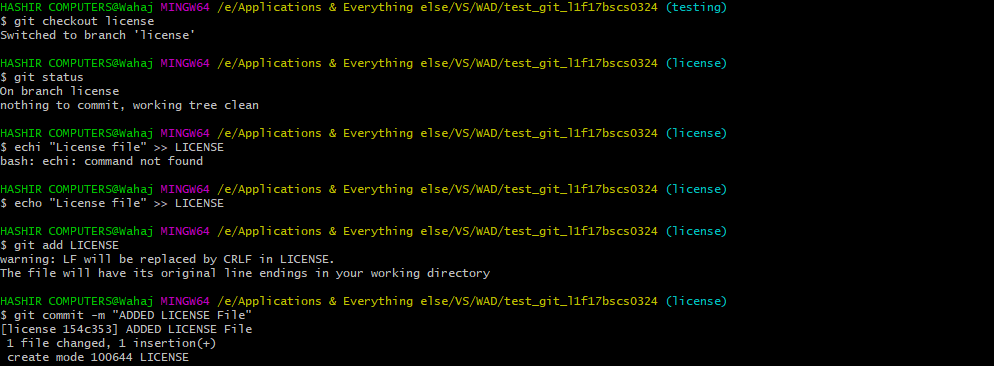 HASHIR COMPUTERS@Wahaj MINGW64 /e/Applications & Everything else/VS/WAD/test_git_l1f17bscs0324 (testing)
$ git checkout license
Switched to branch 'license'
HASHIR COMPUTERS@Wahaj MINGW64 /e/Applications & Everything else/VS/WAD/test_git_l1f17bscs0324 (license)
$ git status
On branch license
nothing to commit, working tree clean
HASHIR COMPUTERS@Wahaj MINGW64 /e/Applications & Everything else/VS/WAD/test_git_l1f17bscs0324 (license)
$ echi "License file" >> LICENSE
bash: echi: command not found
HASHIR COMPUTERS@Wahaj MINGW64 /e/Applications & Everything else/VS/WAD/test_git_l1f17bscs0324 (license)
$ echo "License file" >> LICENSE
HASHIR COMPUTERS@Wahaj MINGW64 /e/Applications & Everything else/VS/WAD/test_git_l1f17bscs0324 (license)
$ git add LICENSE
warning: LF will be replaced by CRLF in LICENSE.
The file will have its original line endings in your working directory
HASHIR COMPUTERS@Wahaj MINGW64 /e/Applications & Everything else/VS/WAD/test_git_l1f17bscs0324 (license)
$ git commit -m "ADDED LICENSE File"
[license 154c353] ADDED LICENSE File
 1 file changed, 1 insertion(+)
 create mode 100644 LICENSE